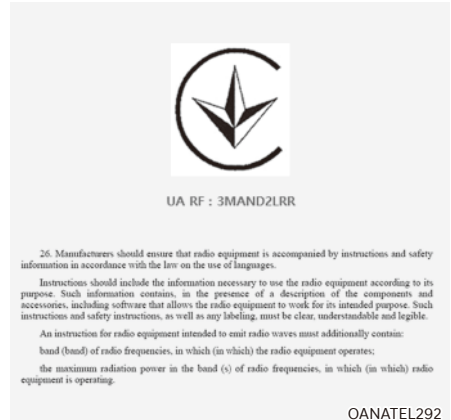 UA RF : 3MAND2LRR
26. Manufacturers should ensure that radio equipment is accompanied by instructions and safety
information in accordance with the law on the use of languages.
Instructions should include the information necessary to use the radio equipment according to its
purpose. Such information contains, in the presence of a description of the components and
accessories, including software that allows the radio equipment to work for its intended purpose. Such
instructions and safety instructions, as well as any labeling, must be clear, understandable and legible.
An instruction for radio equipment intended to emit radio waves must additionally contain:
band (band) of radio frequencies, in which (in which) the radio equipment operates;
the maximum radiation power in the band (s) of radio frequencies, in which (in which) radio
equipment is operating.
OANATEL292